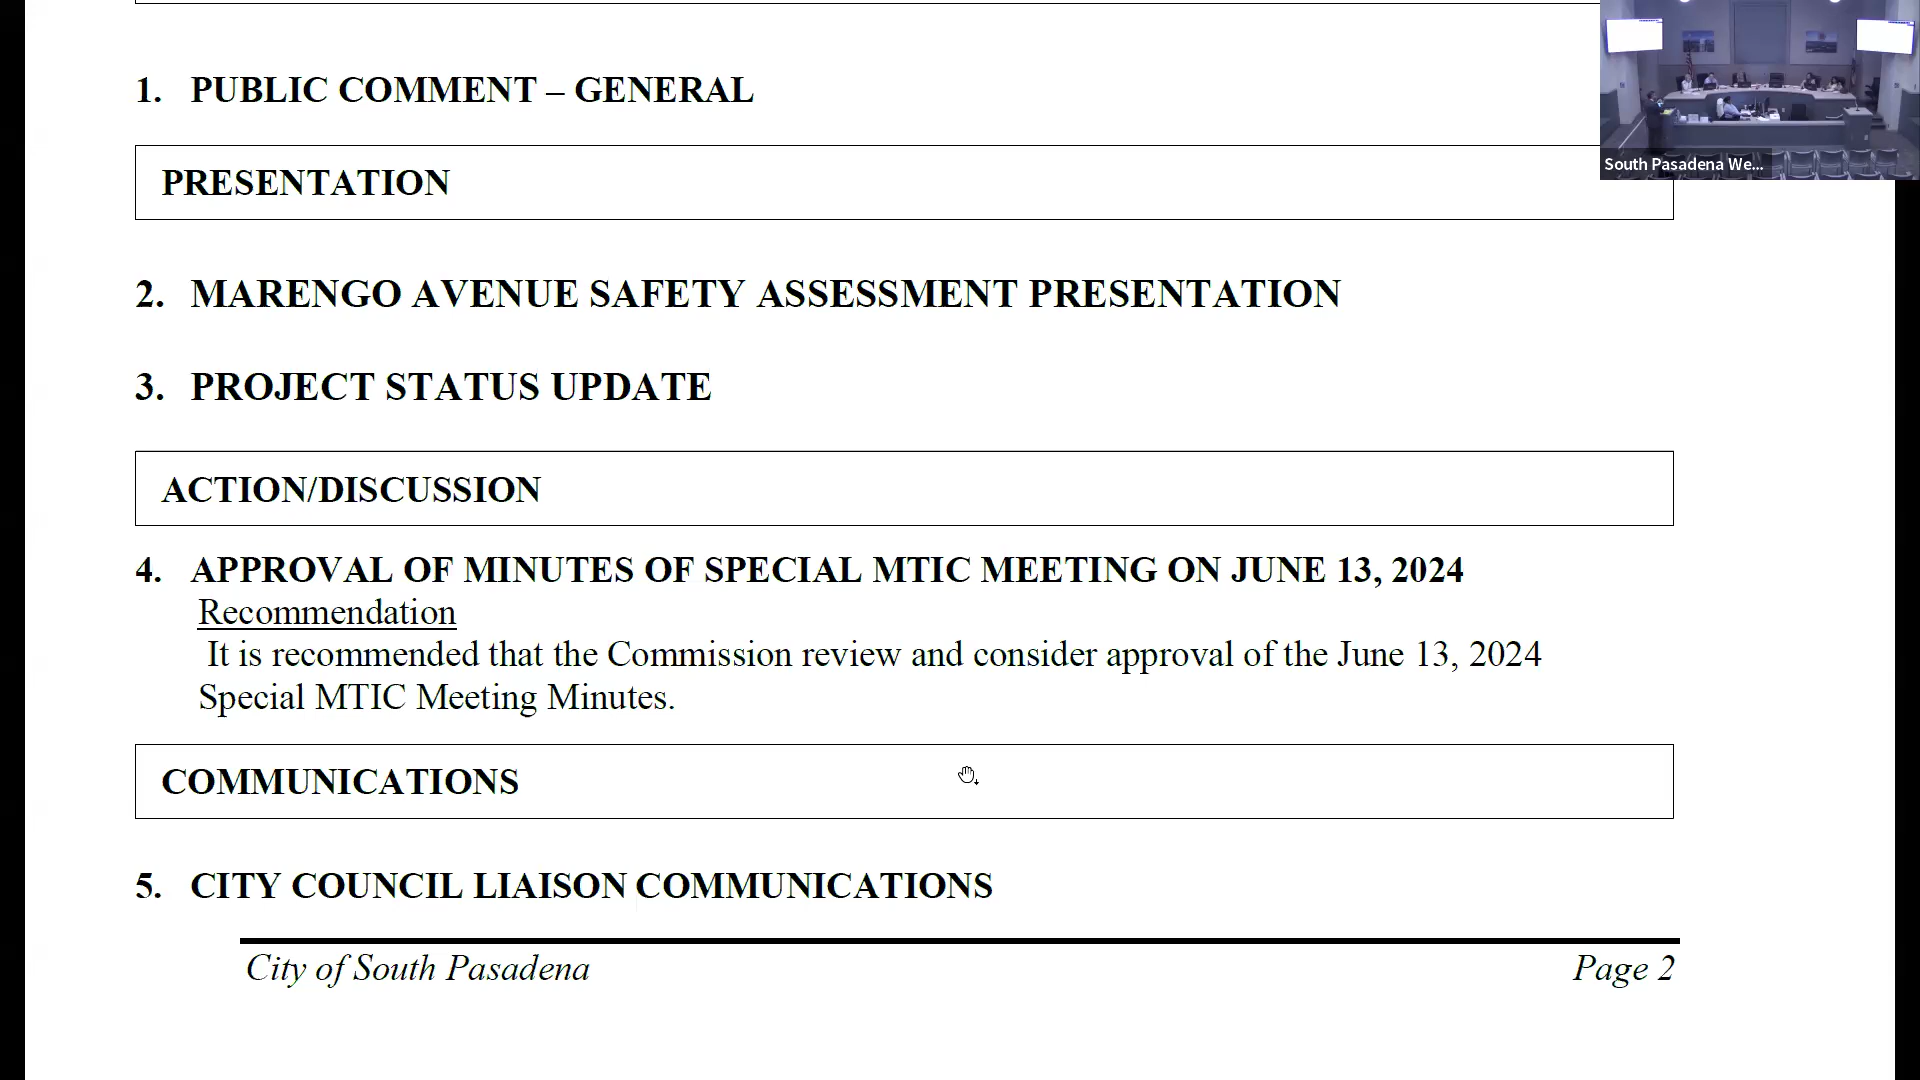 1. PUBLIC COMMENT – GENERAL
South Pasadena We...
PRESENTATION
2. MARENGO AVENUE SAFETY ASSESSMENT PRESENTATION
3. PROJECT STATUS UPDATE
ACTION/DISCUSSION
4. APPROVAL OF MINUTES OF SPECIAL MTIC MEETING ON JUNE 13, 2024
Recommendation
It is recommended that the Commission review and consider approval of the June 13, 2024
Special MTIC Meeting Minutes.
COMMUNICATIONS
5. CITY COUNCIL LIAISON COMMUNICATIONS
City of South Pasadena
Page 2